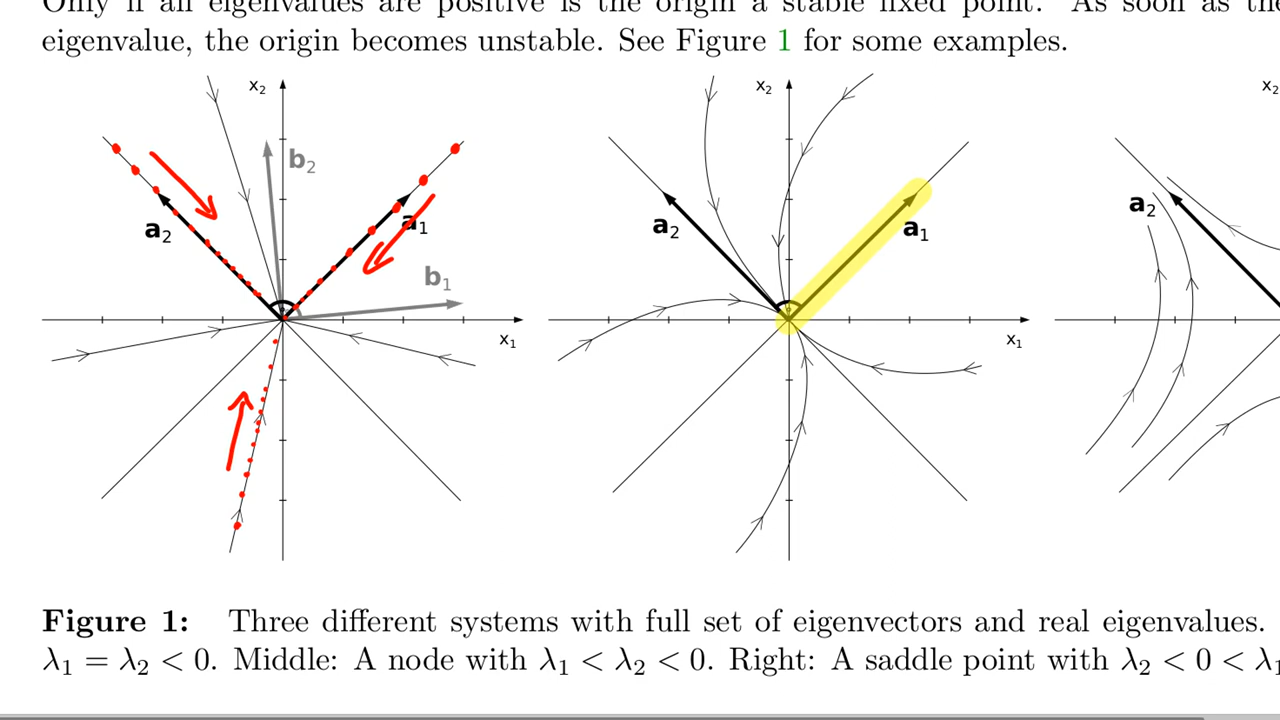 Only if all eigenvalues are positive is the origin a stable fixed point. As soon as the
eigenvalue, the origin becomes unstable. See Figure 1 for some examples.
x₂
b₂
a₂
a₁
b₁
x₁
x₂
a₂
a₁
x₁
x₂
a₂
Figure 1: Three different systems with full set of eigenvectors and real eigenvalues.
λ₁ = λ₂ < 0. Middle: A node with λ₁ < λ₂ < 0. Right: A saddle point with λ₂ < 0 < λ₁